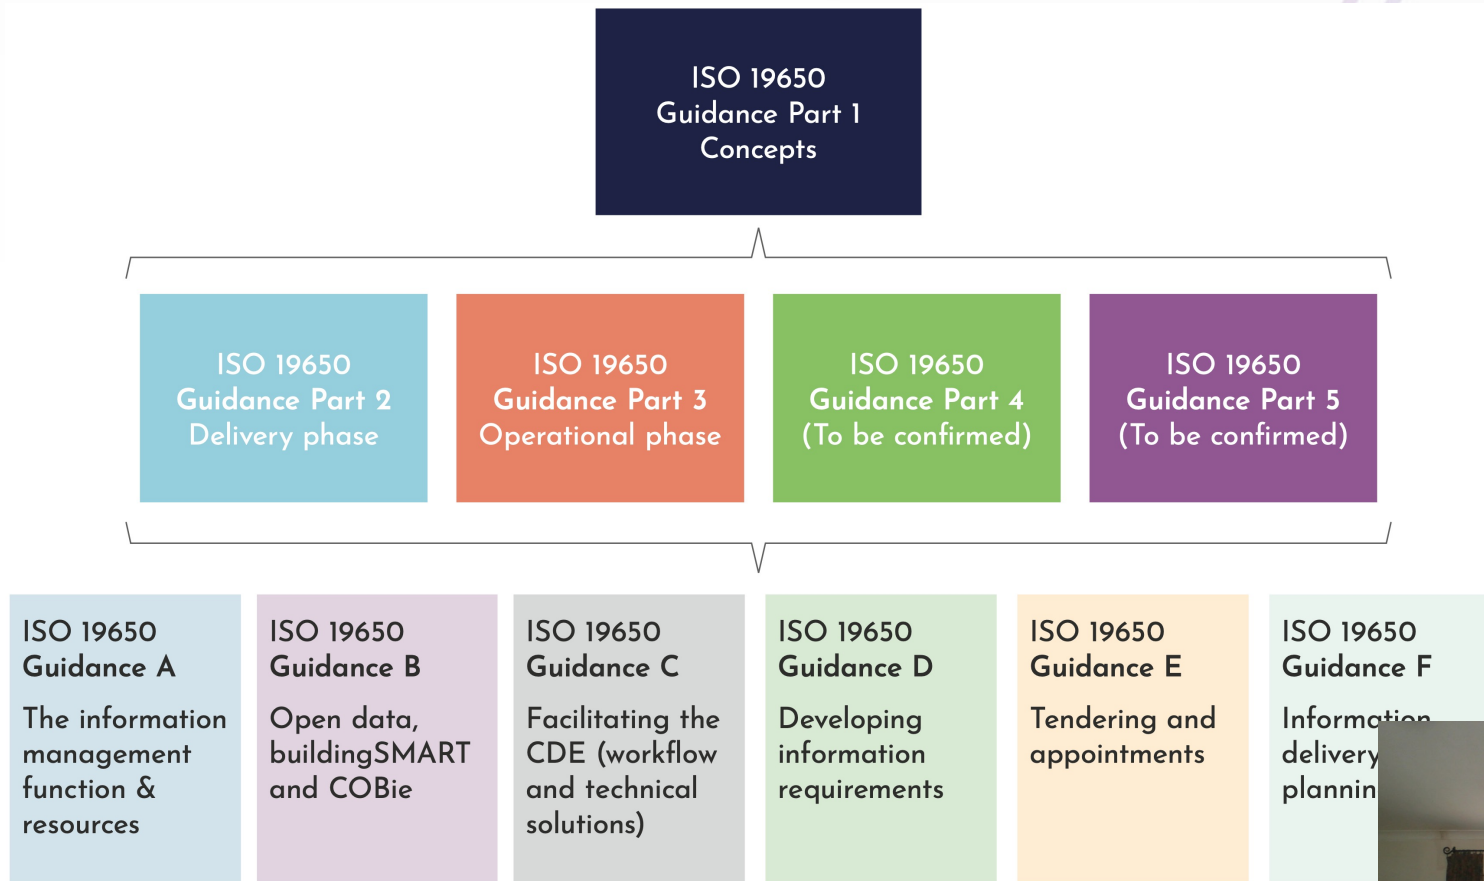 ISO 19650
Guidance Part 1
Concepts
ISO 19650
Guidance Part 2
Delivery phase
ISO 19650
Guidance Part 3
Operational phase
ISO 19650
Guidance Part 4
(To be confirmed)
ISO 19650
Guidance Part 5
(To be confirmed)
ISO 19650
Guidance A
The information
management
function &
resources
ISO 19650
Guidance B
Open data,
buildingSMART
and COBie
ISO 19650
Guidance C
Facilitating the
CDE (workflow
and technical
solutions)
ISO 19650
Guidance D
Developing
information
requirements
ISO 19650
Guidance E
Tendering and
appointments
ISO 19650
Guidance F
Information
delivery